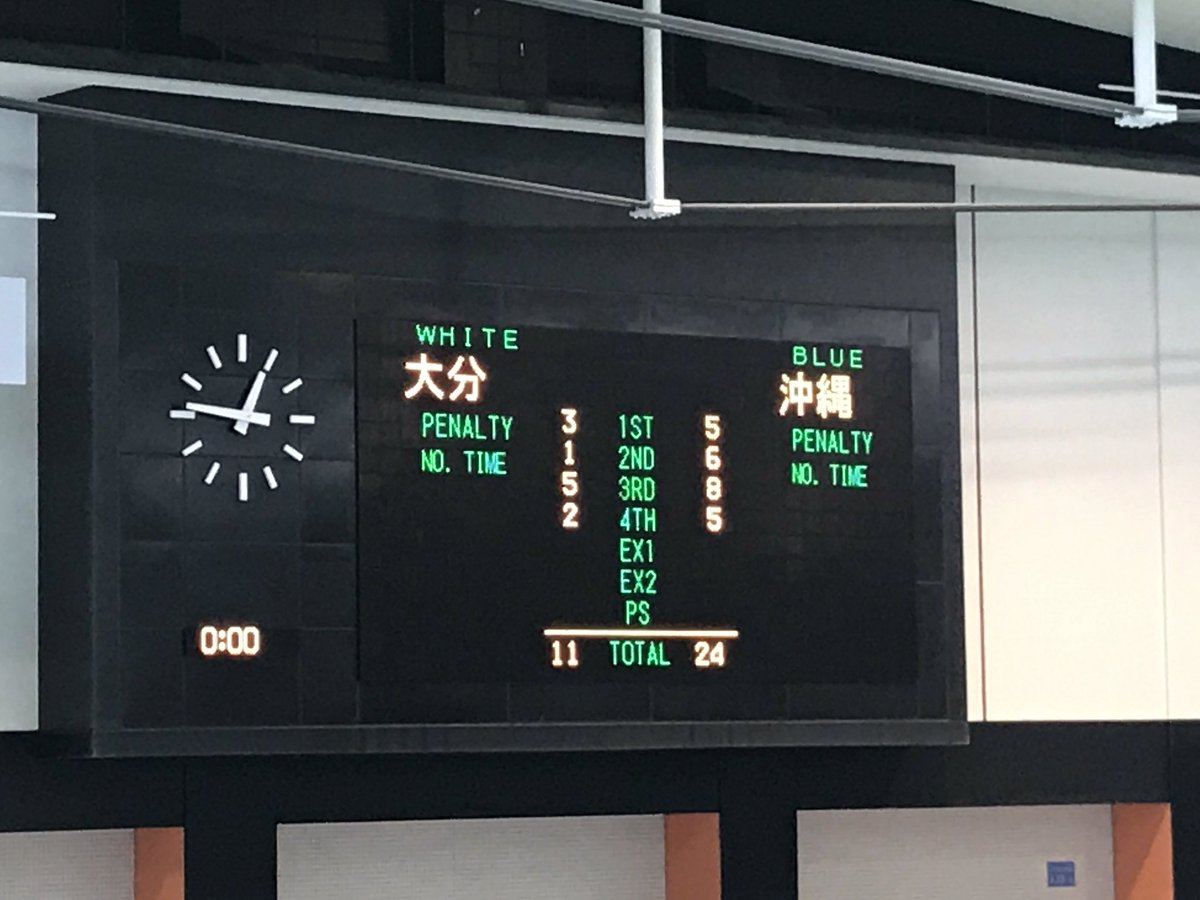 WHITE
BLUE
大分
沖縄
PENALTY
3 1ST 5
PENALTY
NO. TIME
1 2ND 6
NO. TIME
5 3RD 8
2 4TH 5
EX1
EX2
PS
0:00
11 TOTAL 24